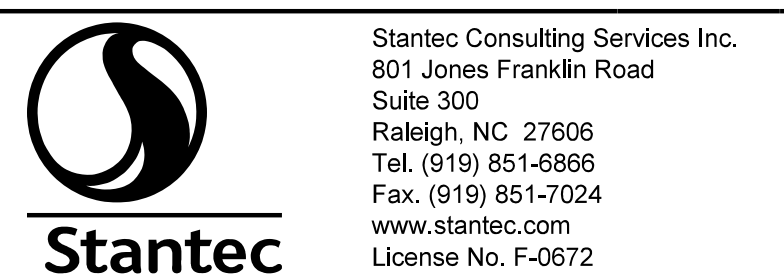 Stantec
Stantec Consulting Services Inc.
801 Jones Franklin Road
Suite 300
Raleigh, NC  27606
Tel. (919) 851-6866
Fax. (919) 851-7024
www.stantec.com
License No. F-0672